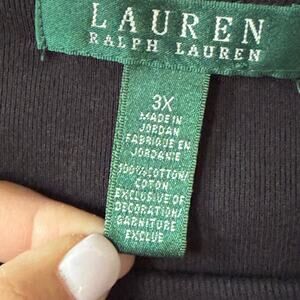 LAUREN
RALPH LAUREN
3X
MADE IN
JORDAN
FABRIQUE EN
JORDANIE
100% COTTON/
COTON
EXCLUSIVE OF
DECORATION/
GARNITURE
EXCLUE